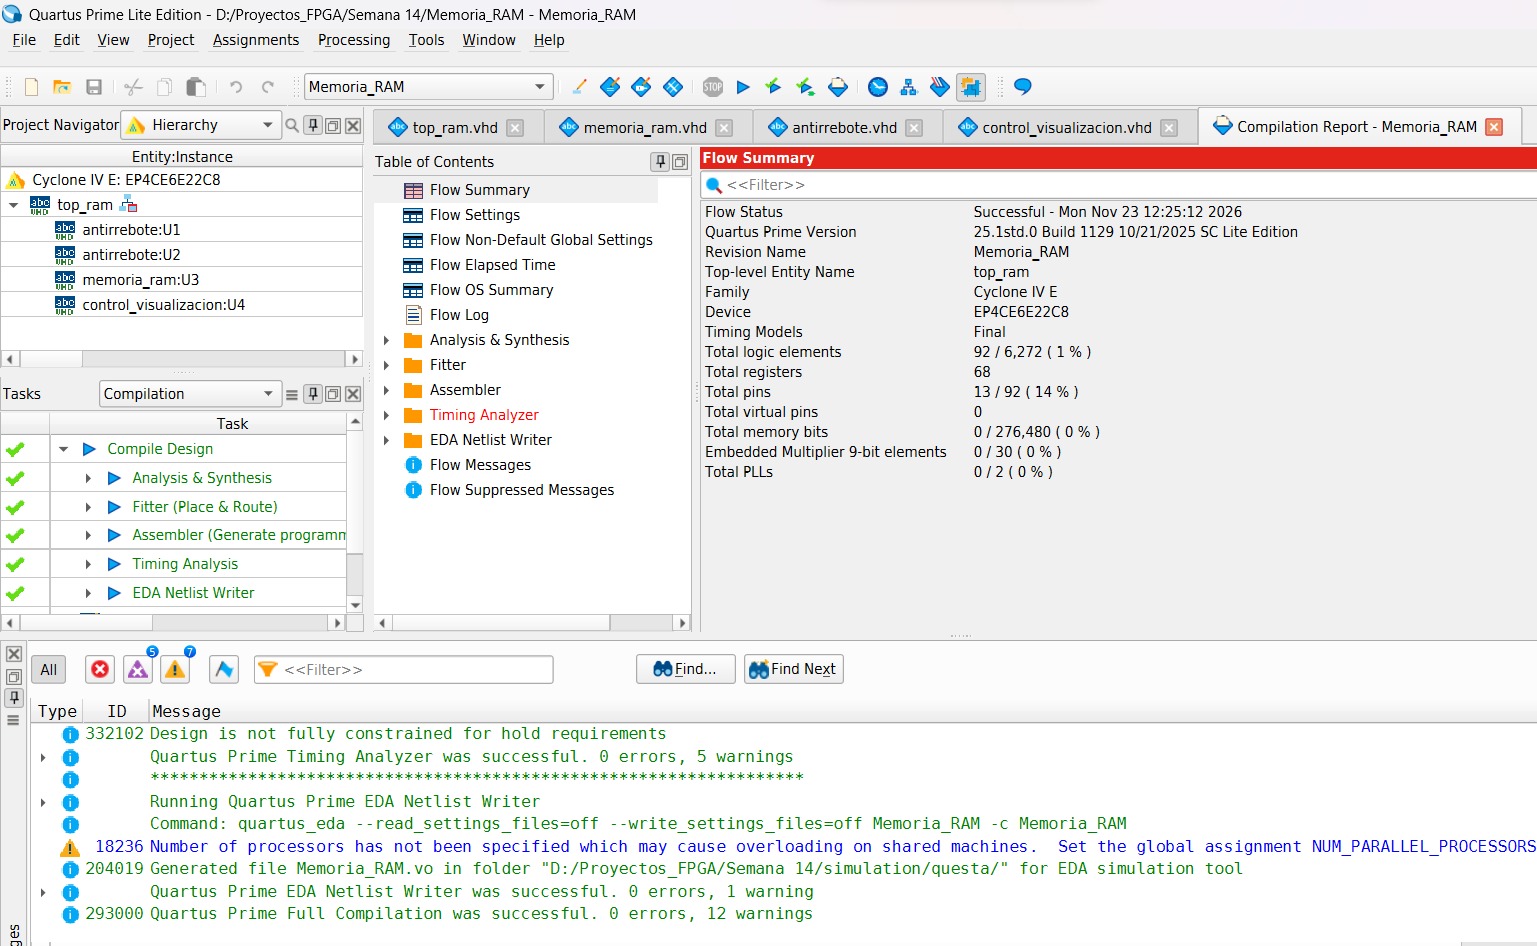 Quartus Prime Lite Edition - D:/Proyectos_FPGA/Semana 14/Memoria_RAM - Memoria_RAM
File Edit View Project Assignments Processing Tools Window Help
Memoria_RAM
STOP
Project Navigator Hierarchy
Entity:Instance
Cyclone IV E: EP4CE6E22C8
top_ram
antirrebote:U1
antirrebote:U2
memoria_ram:U3
control_visualizacion:U4
Tasks Compilation
Task
Compile Design
Analysis & Synthesis
Fitter (Place & Route)
Assembler (Generate programm
Timing Analysis
EDA Netlist Writer
top_ram.vhd
memoria_ram.vhd
antirrebote.vhd
control_visualizacion.vhd
Compilation Report - Memoria_RAM
Table of Contents
Flow Summary
Flow Settings
Flow Non-Default Global Settings
Flow Elapsed Time
Flow OS Summary
Flow Log
Analysis & Synthesis
Fitter
Assembler
Timing Analyzer
EDA Netlist Writer
Flow Messages
Flow Suppressed Messages
Flow Summary
<<Filter>>
Flow Status Successful - Mon Nov 23 12:25:12 2026
Quartus Prime Version 25.1std.0 Build 1129 10/21/2025 SC Lite Edition
Revision Name Memoria_RAM
Top-level Entity Name top_ram
Family Cyclone IV E
Device EP4CE6E22C8
Timing Models Final
Total logic elements 92 / 6,272 ( 1 % )
Total registers 68
Total pins 13 / 92 ( 14 % )
Total virtual pins 0
Total memory bits 0 / 276,480 ( 0 % )
Embedded Multiplier 9-bit elements 0 / 30 ( 0 % )
Total PLLs 0 / 2 ( 0 % )
All 5 7 <<Filter>> Find... Find Next
Type ID Message
332102 Design is not fully constrained for hold requirements
Quartus Prime Timing Analyzer was successful. 0 errors, 5 warnings
*******************************************************************
Running Quartus Prime EDA Netlist Writer
Command: quartus_eda --read_settings_files=off --write_settings_files=off Memoria_RAM -c Memoria_RAM
18236 Number of processors has not been specified which may cause overloading on shared machines.  Set the global assignment NUM_PARALLEL_PROCESSORS
204019 Generated file Memoria_RAM.vo in folder "D:/Proyectos_FPGA/Semana 14/simulation/questa/" for EDA simulation tool
Quartus Prime EDA Netlist Writer was successful. 0 errors, 1 warning
293000 Quartus Prime Full Compilation was successful. 0 errors, 12 warnings